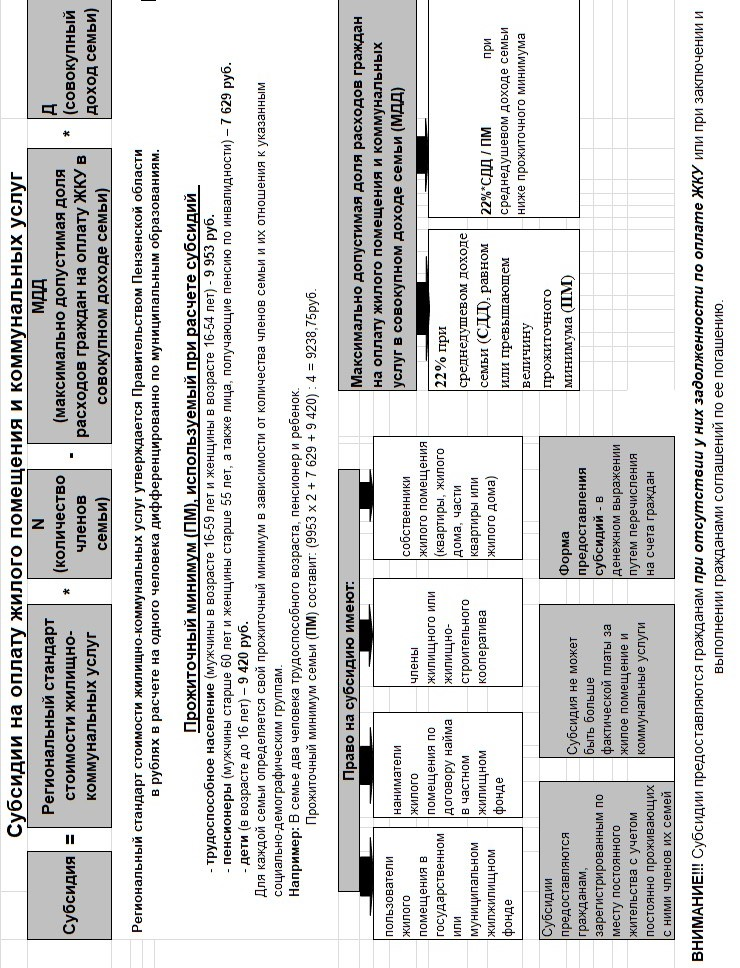 Субсидии на оплату жилого помещения и коммунальных услуг
Субсидия
=
Региональный стандарт
стоимости жилищно-
коммунальных услуг
*
N
(количество
членов
семьи)
-
МДД
(максимально допустимая доля
расходов граждан на оплату ЖКУ в
совокупном доходе семьи)
*
Д
(совокупный
доход семьи)
Региональный стандарт стоимости жилищно-коммунальных услуг утверждается Правительством Пензенской области
в рублях в расчете на одного человека дифференцированно по муниципальным образованиям.
Прожиточный минимум (ПМ), используемый при расчете субсидий
- трудоспособное население (мужчины в возрасте 16-59 лет и женщины в возрасте 16-54 лет) - 9 953 руб.
- пенсионеры (мужчины старше 60 лет и женщины старше 55 лет, а также лица, получающие пенсию по инвалидности) – 7 629 руб.
- дети (в возрасте до 16 лет) – 9 420 руб.
Для каждой семьи определяется свой прожиточный минимум в зависимости от количества членов семьи и их отношения к указанным
социально-демографическим группам.
Например: В семье два человека трудоспособного возраста, пенсионер и ребенок.
Прожиточный минимум семьи (ПМ) составит: (9953 х 2 + 7 629 + 9 420) : 4 = 9238,75руб.
Право на субсидию имеют:
пользователи
жилого
помещения в
государственном
или
муниципальном
жилжилищном
фонде
наниматели
жилого
помещения по
договору найма
в частном
жилищном
фонде
члены
жилищного или
жилищно-
строительного
кооператива
собственники
жилого помещения
(квартиры, жилого
дома, части
квартиры или
жилого дома)
Максимально допустимая доля расходов граждан
на оплату жилого помещения и коммунальных
услуг в совокупном доходе семьи (МДД)
22% при
среднедушевом доходе
семьи (СДД), равном
или превышающем
величину
прожиточного
минимума (ПМ)
22%*СДД / ПМ при
среднедушевом доходе семьи
ниже прожиточного минимума
Субсидии
предоставляются
гражданам,
зарегистрированным по
месту постоянного
жительства с учетом
постоянно проживающих
с ними членов их семей
Субсидия не может
быть больше
фактической платы за
жилое помещение и
коммунальные услуги
Форма
предоставления
субсидий - в
денежном выражении
путем перечисления
на счета граждан
ВНИМАНИЕ!!! Субсидии предоставляются гражданам при отсутствии у них задолженности по оплате ЖКУ или при заключении и
выполнении гражданами соглашений по ее погашению.